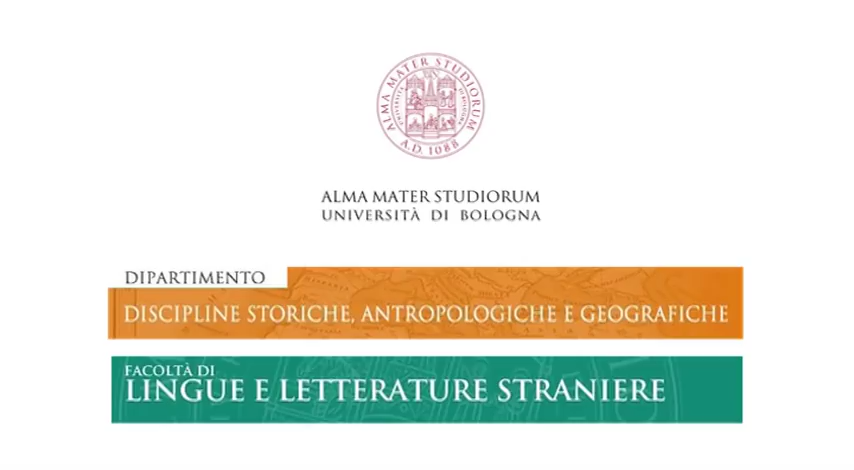 ALMA MATER STUDIORUM
A.D. 1088
ALMA MATER STUDIORUM
UNIVERSITÀ DI BOLOGNA
DIPARTIMENTO
DISCIPLINE STORICHE, ANTROPOLOGICHE E GEOGRAFICHE
FACOLTÀ DI
LINGUE E LETTERATURE STRANIERE